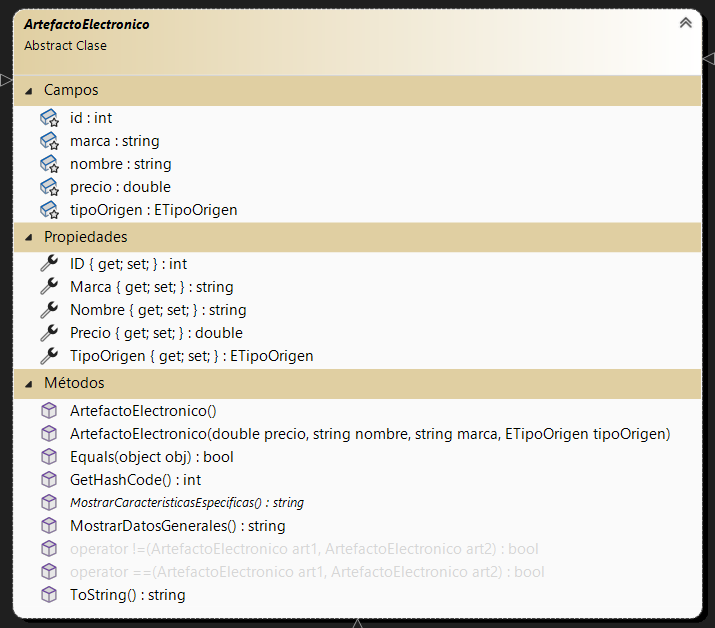 ArtefactoElectronico
Abstract Clase
Campos
id : int
marca : string
nombre : string
precio : double
tipoOrigen : ETipoOrigen
Propiedades
ID { get; set; } : int
Marca { get; set; } : string
Nombre { get; set; } : string
Precio { get; set; } : double
TipoOrigen { get; set; } : ETipoOrigen
Métodos
ArtefactoElectronico()
ArtefactoElectronico(double precio, string nombre, string marca, ETipoOrigen tipoOrigen)
Equals(object obj) : bool
GetHashCode() : int
MostrarCaracteristicasEspecificas() : string
MostrarDatosGenerales() : string
operator !=(ArtefactoElectronico art1, ArtefactoElectronico art2) : bool
operator ==(ArtefactoElectronico art1, ArtefactoElectronico art2) : bool
ToString() : string